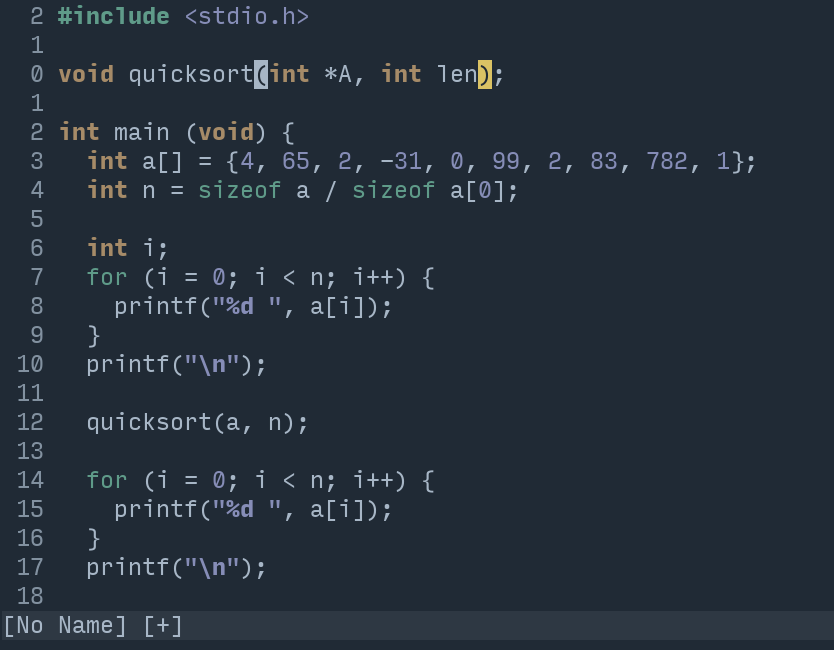 2 #include <stdio.h>
1
0 void quicksort(int *A, int len);
1
2 int main (void) {
3   int a[] = {4, 65, 2, -31, 0, 99, 2, 83, 782, 1};
4   int n = sizeof a / sizeof a[0];
5
6   int i;
7   for (i = 0; i < n; i++) {
8     printf("%d ", a[i]);
9   }
10   printf("\n");
11
12   quicksort(a, n);
13
14   for (i = 0; i < n; i++) {
15     printf("%d ", a[i]);
16   }
17   printf("\n");
18
[No Name] [+]